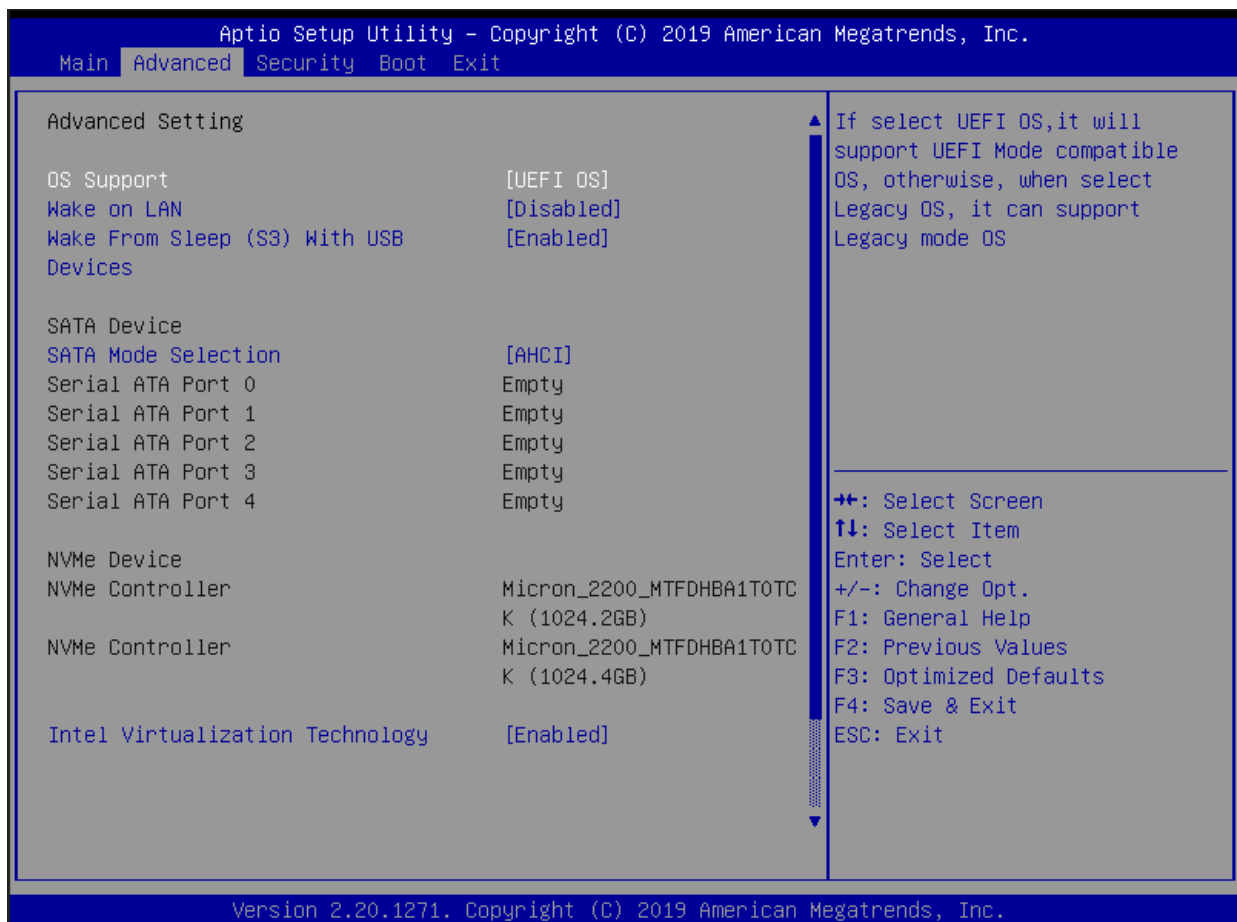 Aptio Setup Utility – Copyright (C) 2019 American Megatrends, Inc.
Main Advanced Security Boot Exit
Advanced Setting
OS Support [UEFI OS]
Wake on LAN [Disabled]
Wake From Sleep (S3) With USB [Enabled]
Devices
SATA Device
SATA Mode Selection [AHCI]
Serial ATA Port 0 Empty
Serial ATA Port 1 Empty
Serial ATA Port 2 Empty
Serial ATA Port 3 Empty
Serial ATA Port 4 Empty
NVMe Device
NVMe Controller Micron_2200_MTFDHBA1T0TC
K (1024.2GB)
NVMe Controller Micron_2200_MTFDHBA1T0TC
K (1024.4GB)
Intel Virtualization Technology [Enabled]
If select UEFI OS,it will
support UEFI Mode compatible
OS, otherwise, when select
Legacy OS, it can support
Legacy mode OS
→←: Select Screen
↑↓: Select Item
Enter: Select
+/-: Change Opt.
F1: General Help
F2: Previous Values
F3: Optimized Defaults
F4: Save & Exit
ESC: Exit
Version 2.20.1271. Copyright (C) 2019 American Megatrends, Inc.